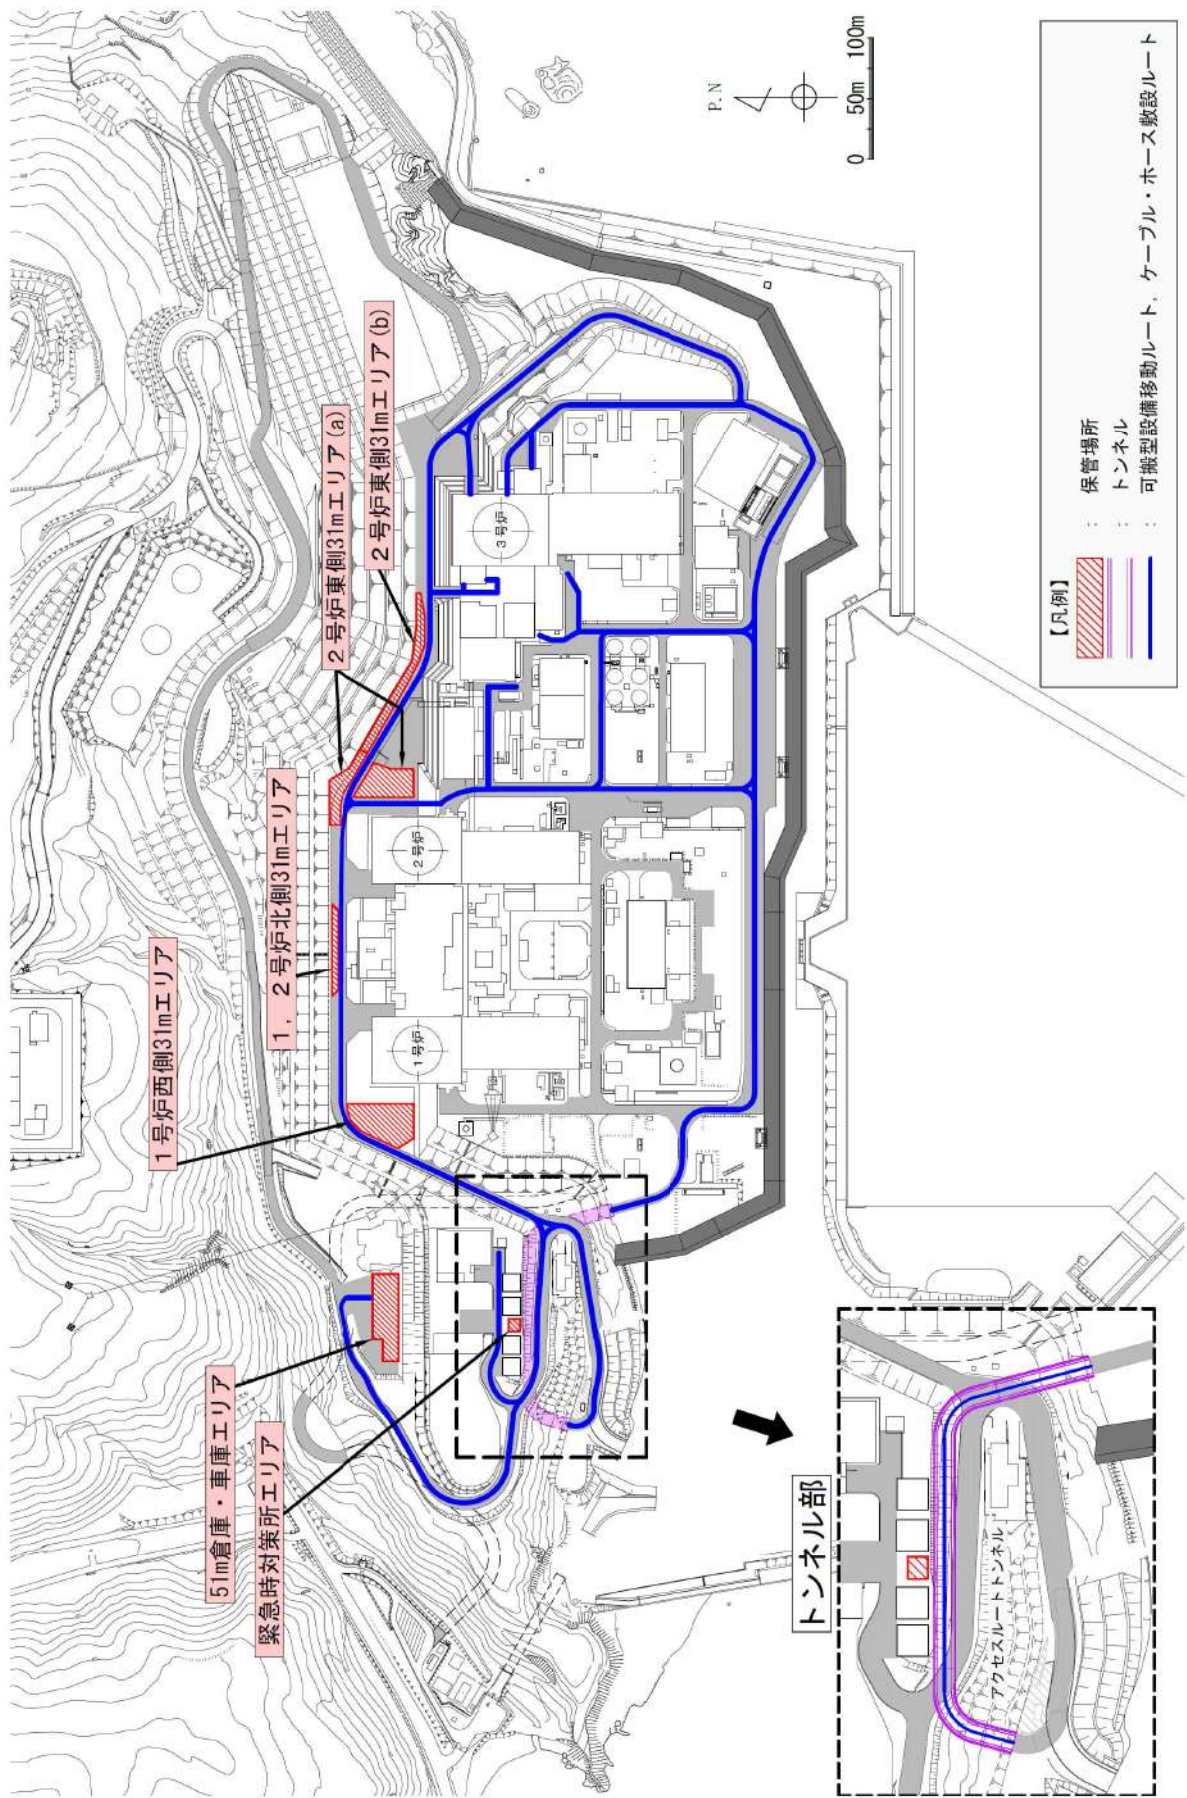 51m倉庫・車庫エリア
緊急時対策所エリア
1号炉西側31mエリア
1，2号炉北側31mエリア
2号炉東側31mエリア(a)
2号炉東側31mエリア(b)
1号炉
2号炉
3号炉
トンネル部
アクセスルートトンネル
P.N
0 50m 100m
【凡例】
： 保管場所
： トンネル
： 可搬型設備移動ルート，ケーブル・ホース敷設ルート